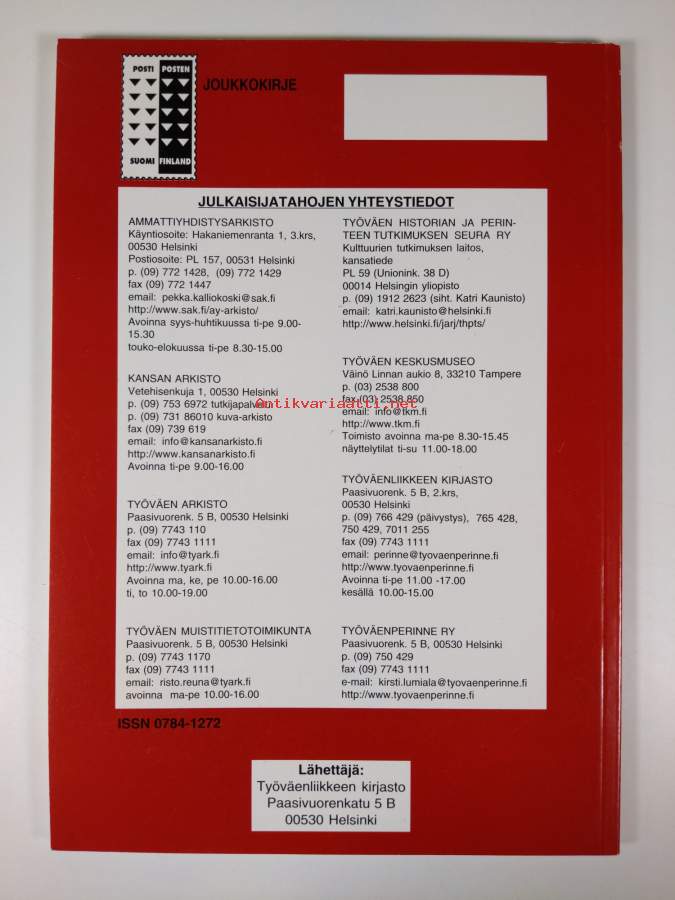 POSTI POSTEN
SUOMI FINLAND
JOUKKOKIRJE
JULKAISIJATAHOJEN YHTEYSTIEDOT
AMMATTIYHDISTYSARKISTO
Käyntiosoite: Hakaniemenranta 1, 3.krs,
00530 Helsinki
Postiosoite: PL 157, 00531 Helsinki
p. (09) 772 1428, (09) 772 1429
fax (09) 772 1447
email: pekka.kalliokoski@sak.fi
http://www.sak.fi/ay-arkisto/
Avoinna syys-huhtikuussa ti-pe 9.00-
15.30
touko-elokuussa ti-pe 8.30-15.00
KANSAN ARKISTO
Vetehisenkuja 1, 00530 Helsinki
p. (09) 753 6972 tutkijapalvelu
p. (09) 731 86010 kuva-arkisto
fax (09) 739 619
email: info@kansanarkisto.fi
http://www.kansanarkisto.fi
Avoinna ti-pe 9.00-16.00
TYÖVÄEN ARKISTO
Paasivuorenk. 5 B, 00530 Helsinki
p. (09) 7743 110
fax (09) 7743 1111
email: info@tyark.fi
http://www.tyark.fi
Avoinna ma, ke, pe 10.00-16.00
ti, to 10.00-19.00
TYÖVÄEN MUISTITIETOTOIMIKUNTA
Paasivuorenk. 5 B, 00530 Helsinki
p. (09) 7743 1170
fax (09) 7743 1111
email: risto.reuna@tyark.fi
avoinna ma-pe 10.00-16.00
TYÖVÄEN HISTORIAN JA PERIN-
TEEN TUTKIMUKSEN SEURA RY
Kulttuurien tutkimuksen laitos,
kansatiede
PL 59 (Unionink. 38 D)
00014 Helsingin yliopisto
p. (09) 1912 2623 (siht. Katri Kaunisto)
email: katri.kaunisto@helsinki.fi
http://www.helsinki.fi/jarj/thpts/
TYÖVÄEN KESKUSMUSEO
Väinö Linnan aukio 8, 33210 Tampere
p. (03) 2538 800
fax (03) 2538 850
email: info@tkm.fi
http://www.tkm.fi
Toimisto avoinna ma-pe 8.30-15.45
näyttelytilat ti-su 11.00-18.00
TYÖVÄENLIIKKEEN KIRJASTO
Paasivuorenk. 5 B, 2.krs,
00530 Helsinki
p. (09) 766 429 (päivystys), 765 428,
750 429, 7011 255
fax (09) 7743 1111
email: perinne@tyovaenperinne.fi
http://www.tyovaenperinne.fi
Avoinna ti-pe 11.00 -17.00
kesällä 10.00-15.00
TYÖVÄENPERINNE RY
Paasivuorenk. 5 B, 00530 Helsinki
p. (09) 750 429
fax (09) 7743 1111
e-mail: kirsti.lumiala@tyovaenperinne.fi
http://www.tyovaenperinne.fi
Antikvariaatti.net
ISSN 0784-1272
Lähettäjä:
Työväenliikkeen kirjasto
Paasivuorenkatu 5 B
00530 Helsinki